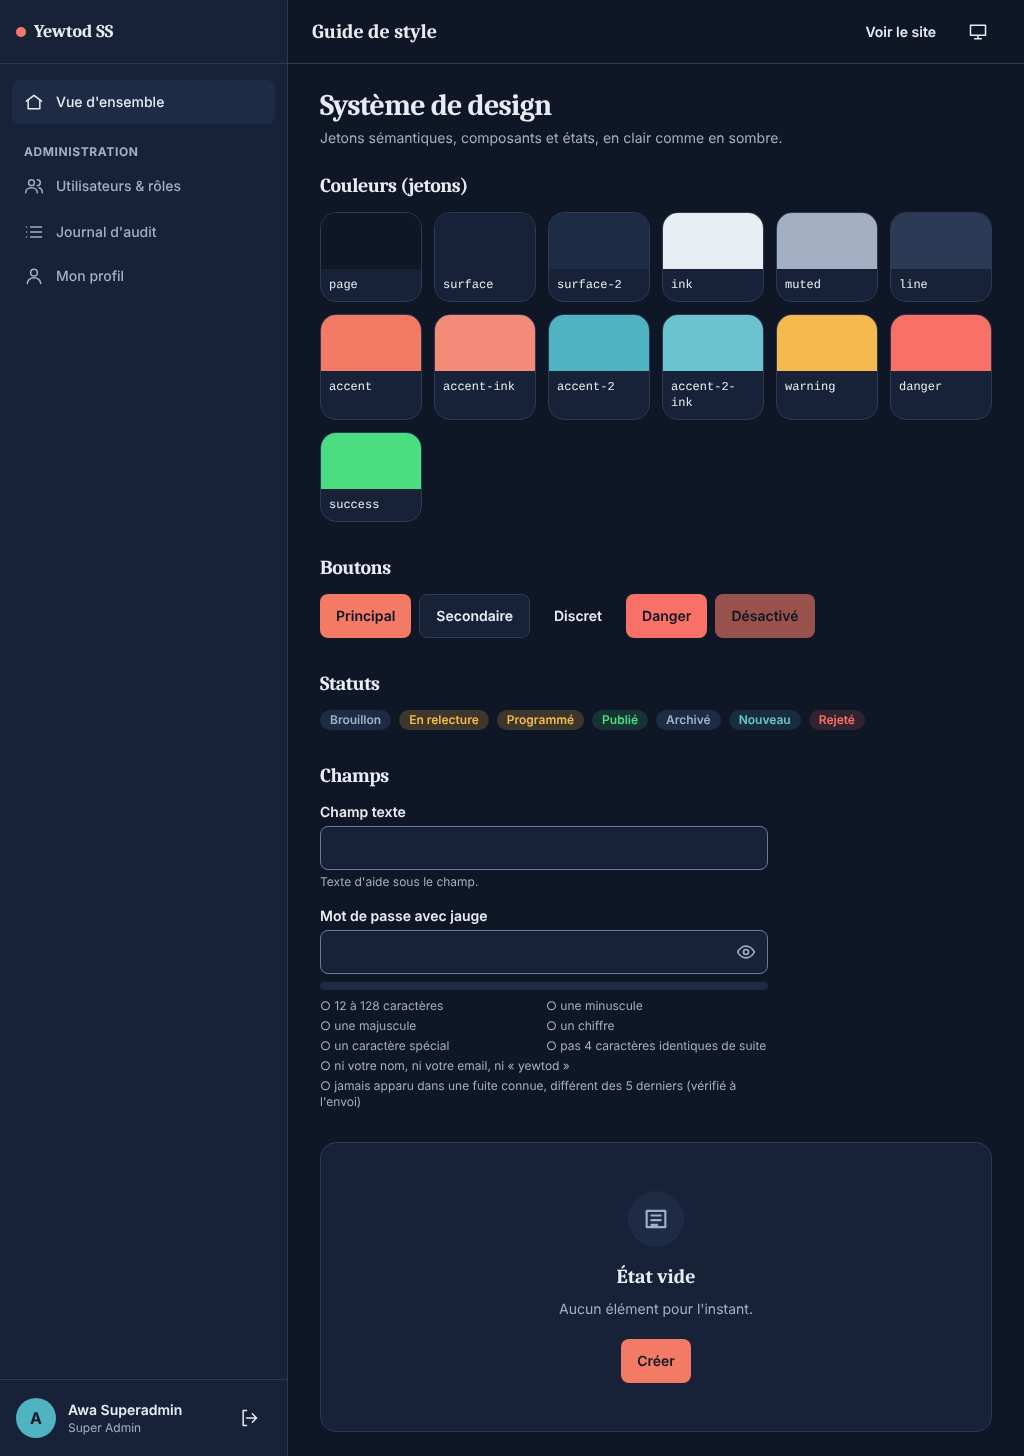 Yewtod SS
Guide de style
Voir le site
Vue d'ensemble
ADMINISTRATION
Utilisateurs & rôles
Journal d'audit
Mon profil
Système de design
Jetons sémantiques, composants et états, en clair comme en sombre.
Couleurs (jetons)
page
surface
surface-2
ink
muted
line
accent
accent-ink
accent-2
accent-2-
ink
warning
danger
success
Boutons
Principal
Secondaire
Discret
Danger
Désactivé
Statuts
Brouillon
En relecture
Programmé
Publié
Archivé
Nouveau
Rejeté
Champs
Champ texte
Texte d'aide sous le champ.
Mot de passe avec jauge
12 à 128 caractères
une minuscule
une majuscule
un chiffre
un caractère spécial
pas 4 caractères identiques de suite
ni votre nom, ni votre email, ni « yewtod »
jamais apparu dans une fuite connue, différent des 5 derniers (vérifié à
l'envoi)
État vide
Aucun élément pour l'instant.
Créer
A
Awa Superadmin
Super Admin